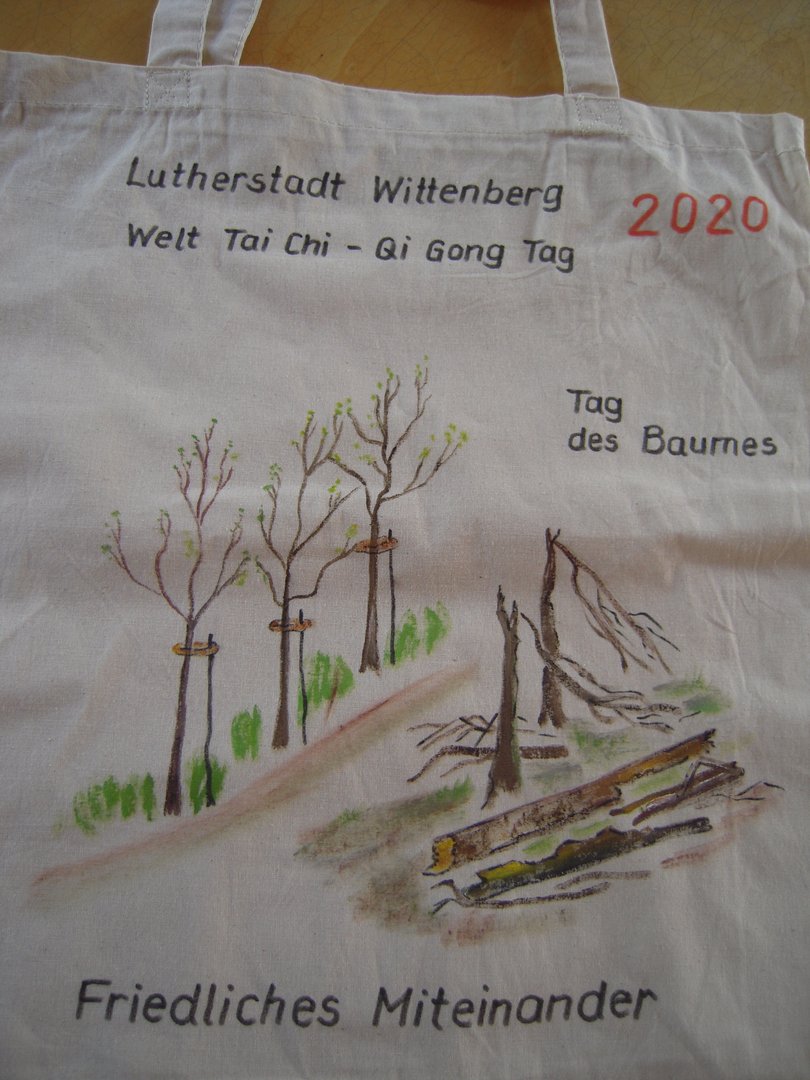 Lutherstadt Wittenberg
2020
Welt Tai Chi - Qi Gong Tag
Tag
des Baumes
Friedliches Miteinander